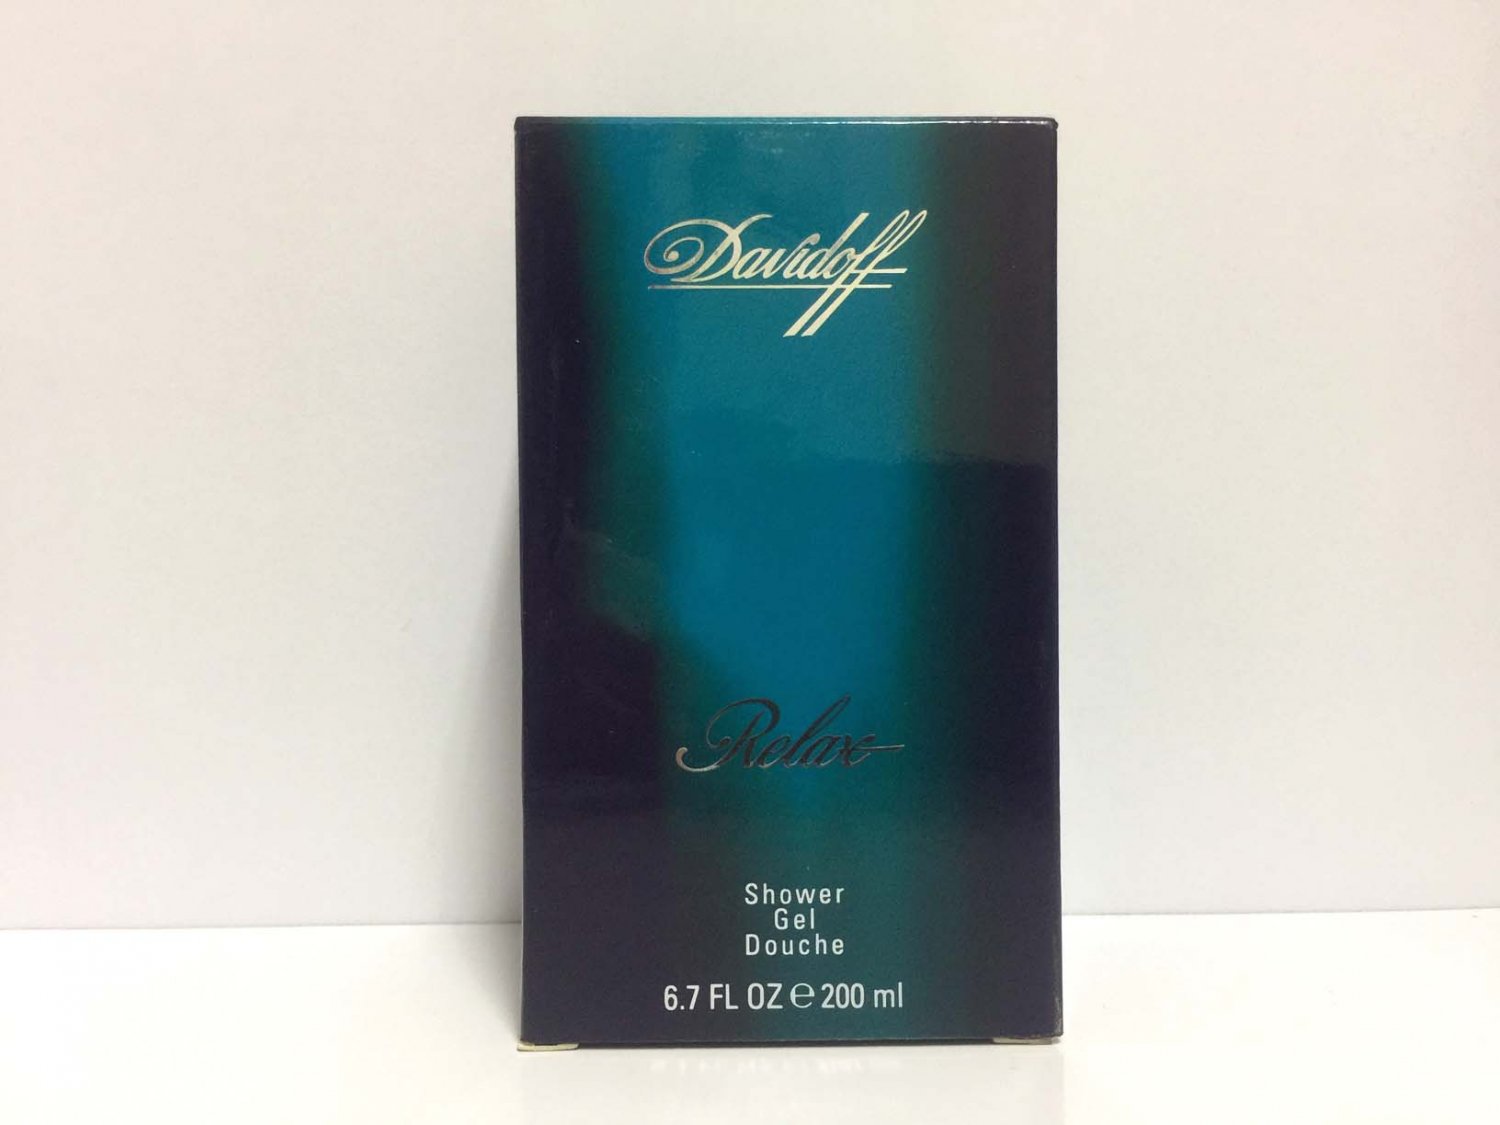 Davidoff
Relax
Shower
Gel
Douche
6.7 FL OZ ℮ 200 ml